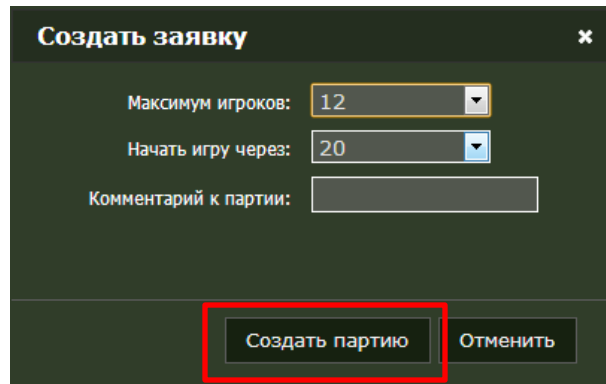 Создать заявку
Максимум игроков: 12
Начать игру через: 20
Комментарий к партии:
Создать партию Отменить